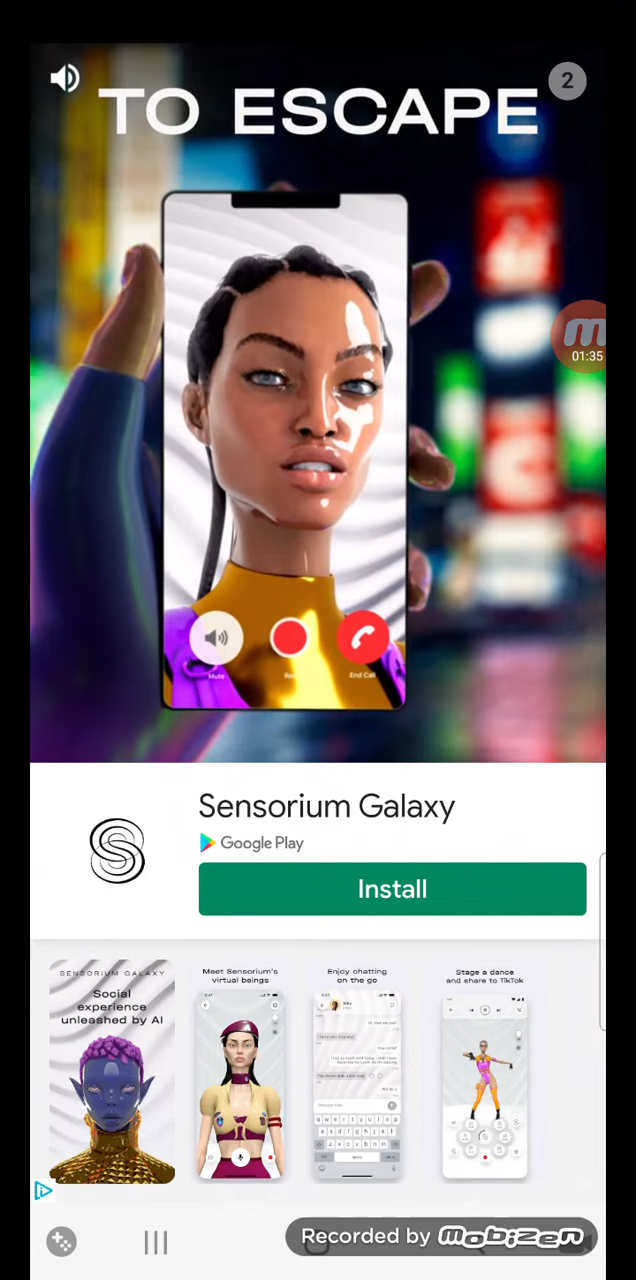 TO ESCAPE
2
01:35
Mute
End Call
Sensorium Galaxy
Google Play
Install
SENSORIUM GALAXY
Social
experience
unleashed by AI
Meet Sensorium's
virtual beings
Enjoy chatting
on the go
Stage a dance
and share to TikTok
Recorded by mobizen